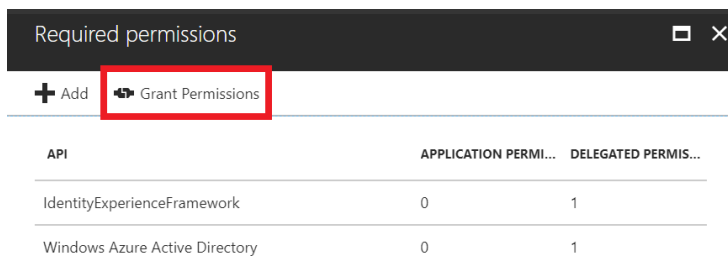 Required permissions
Add Grant Permissions
API APPLICATION PERMI... DELEGATED PERMIS...
IdentityExperienceFramework 0 1
Windows Azure Active Directory 0 1